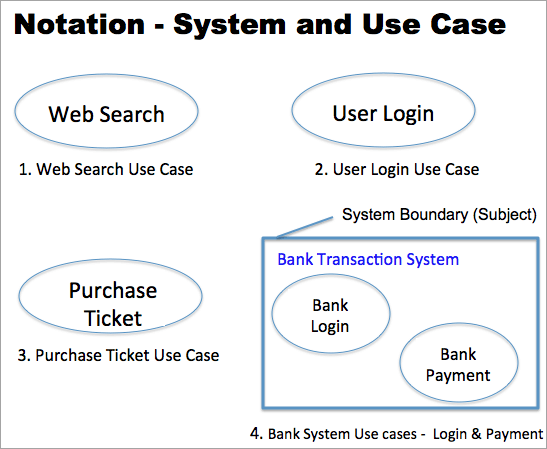 Notation - System and Use Case
Web Search
User Login
1. Web Search Use Case
2. User Login Use Case
System Boundary (Subject)
Bank Transaction System
Purchase
Ticket
Bank
Login
3. Purchase Ticket Use Case
Bank
Payment
4. Bank System Use cases - Login & Payment